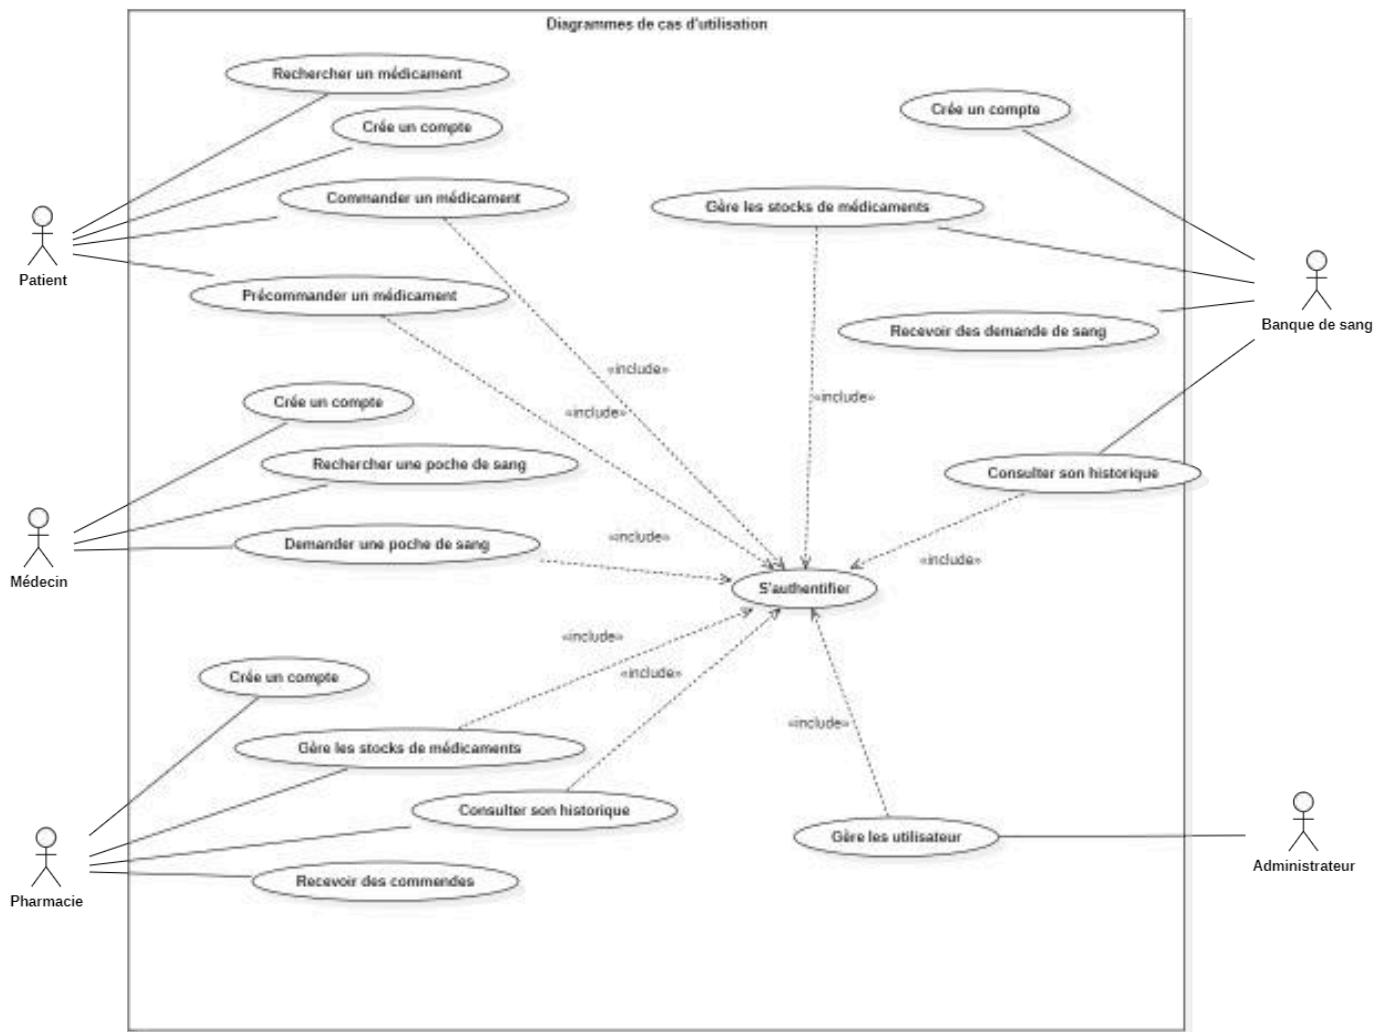 Diagrammes de cas d'utilisation
Rechercher un médicament
Crée un compte
Commander un médicament
Précommander un médicament
Patient
Crée un compte
Gère les stocks de médicaments
Recevoir des demande de sang
Consulter son historique
Banque de sang
«include»
«include»
«include»
Crée un compte
Rechercher une poche de sang
Demander une poche de sang
Médecin
«include»
«include»
S'authentifier
«include»
«include»
«include»
Crée un compte
Gère les stocks de médicaments
Consulter son historique
Recevoir des commendes
Pharmacie
Gère les utilisateur
Administrateur